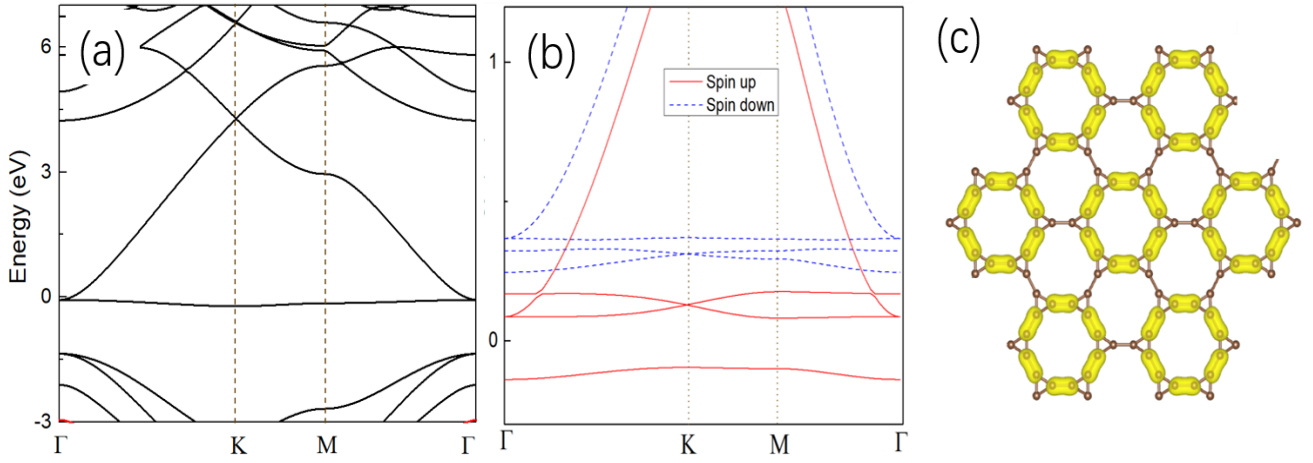 (a)
Energy (eV)
6
3
0
-3
Γ
K
M
Γ
(b)
1
0
Spin up
Spin down
Γ
K
M
Γ
(c)